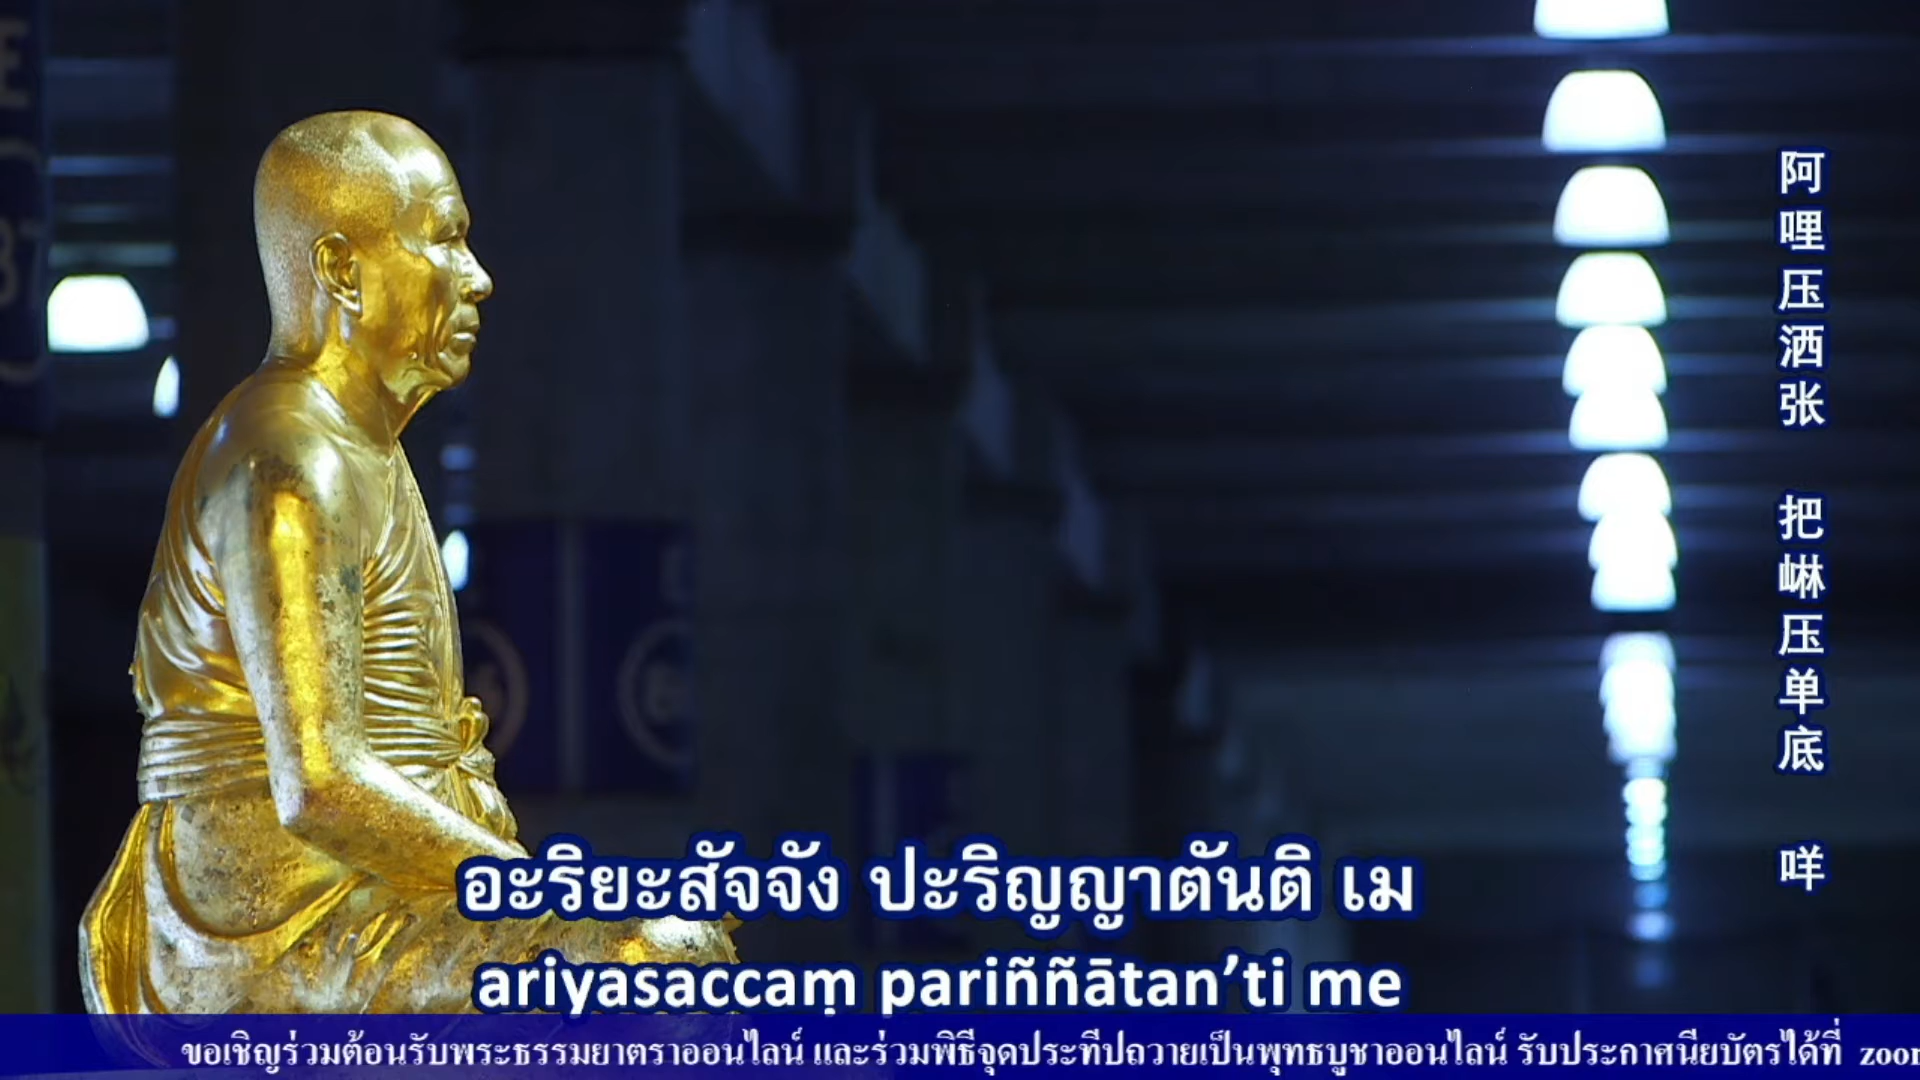 阿哩压洒张 把崊压单底 咩
อะริยะสัจจัง ปะริญญาตันติ เม
ariyasaccaṃ pariññātan’ti me
ขอเชิญร่วมต้อนรับพระธรรมยาตราออนไลน์ และร่วมพิธีจุดประทีปถวายเป็นพุทธบูชาออนไลน์ รับประกาศนียบัตรได้ที่ zoor